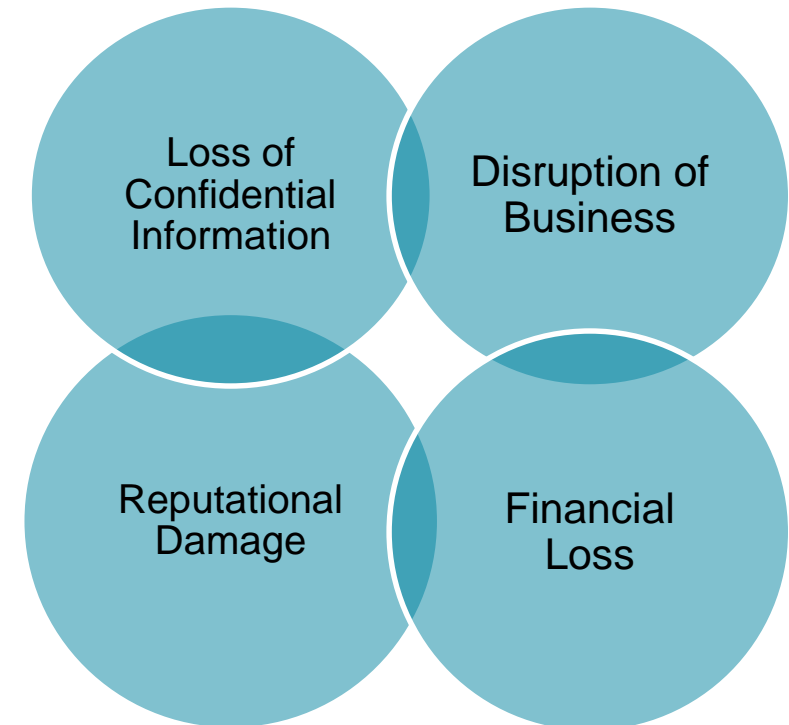 Loss of
Confidential
Information
Disruption of
Business
Reputational
Damage
Financial
Loss